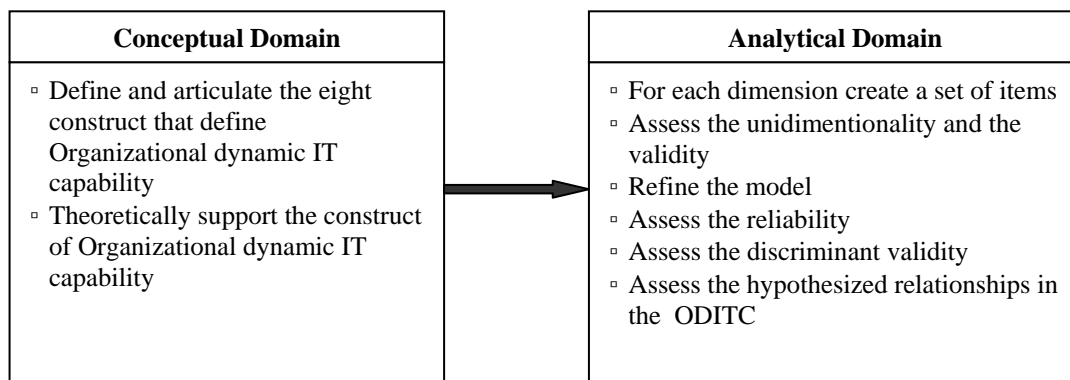 Conceptual Domain
▫ Define and articulate the eight
construct that define
Organizational dynamic IT
capability
▫ Theoretically support the construct
of Organizational dynamic IT
capability
Analytical Domain
▫ For each dimension create a set of items
▫ Assess the unidimentionality and the
validity
▫ Refine the model
▫ Assess the reliability
▫ Assess the discriminant validity
▫ Assess the hypothesized relationships in
the ODITC